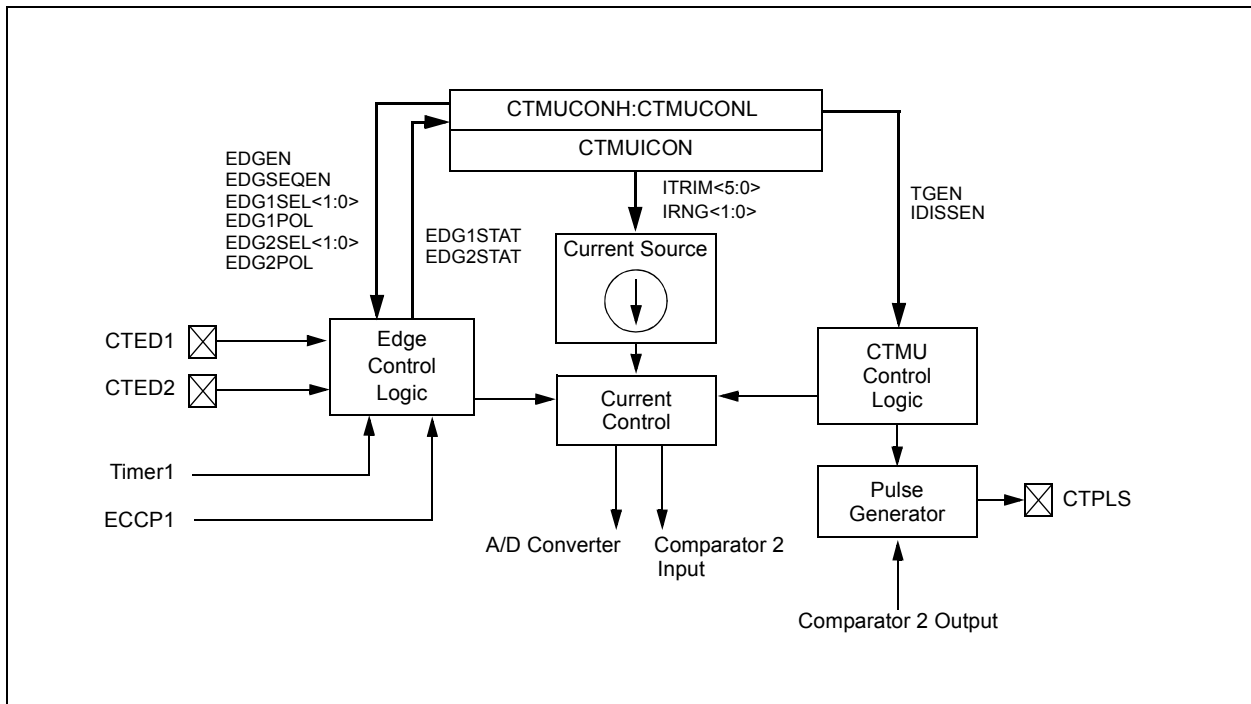 CTMUCONH:CTMUCONL
CTMUICON
EDGEN
EDGSEQEN
EDG1SEL<1:0>
EDG1POL
EDG2SEL<1:0>
EDG2POL
EDG1STAT
EDG2STAT
ITRIM<5:0>
IRNG<1:0>
TGEN
IDISSEN
Current Source
CTED1
CTED2
Edge
Control
Logic
Current
Control
CTMU
Control
Logic
Timer1
ECCP1
Pulse
Generator
CTPLS
A/D Converter
Comparator 2
Input
Comparator 2 Output